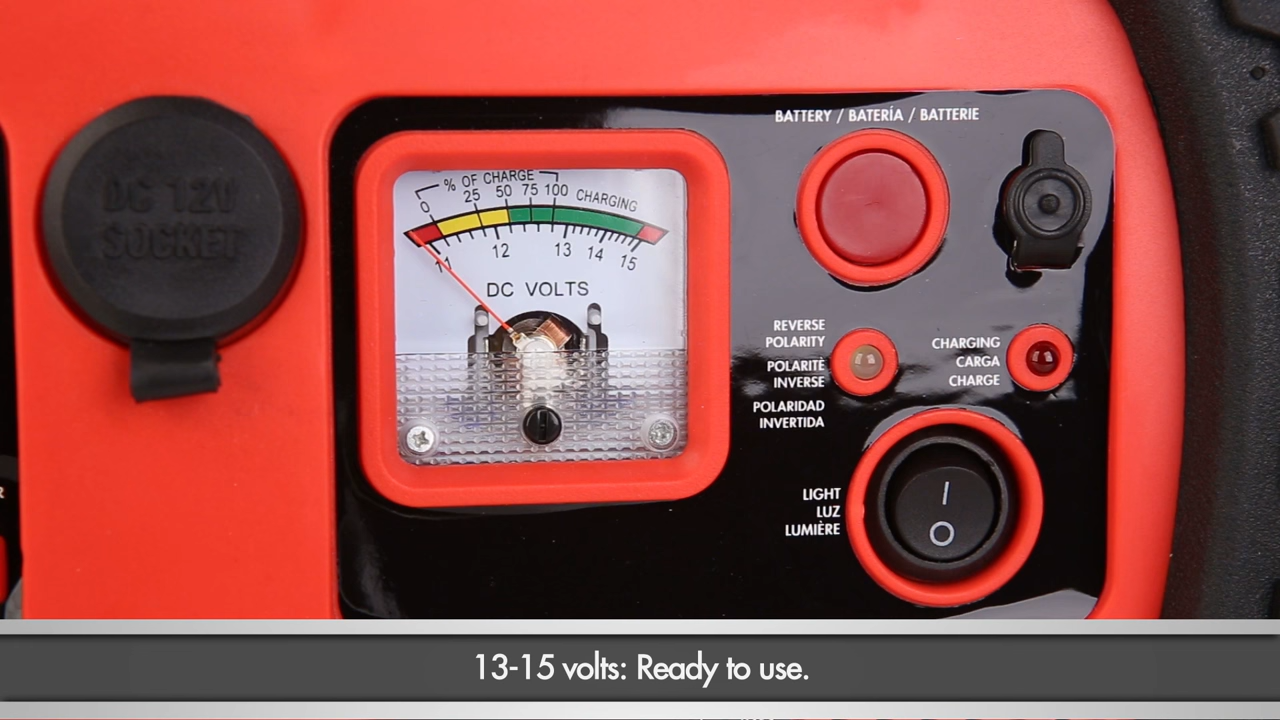 DC 12V
SOCKET
% OF CHARGE
0 25 50 75 100 CHARGING
11 12 13 14 15
DC VOLTS
BATTERY / BATERÍA / BATTERIE
REVERSE
POLARITY
POLARITÉ
INVERSE
POLARIDAD
INVERTIDA
CHARGING
CARGA
CHARGE
LIGHT
LUZ
LUMIÈRE
I
O
13-15 volts: Ready to use.